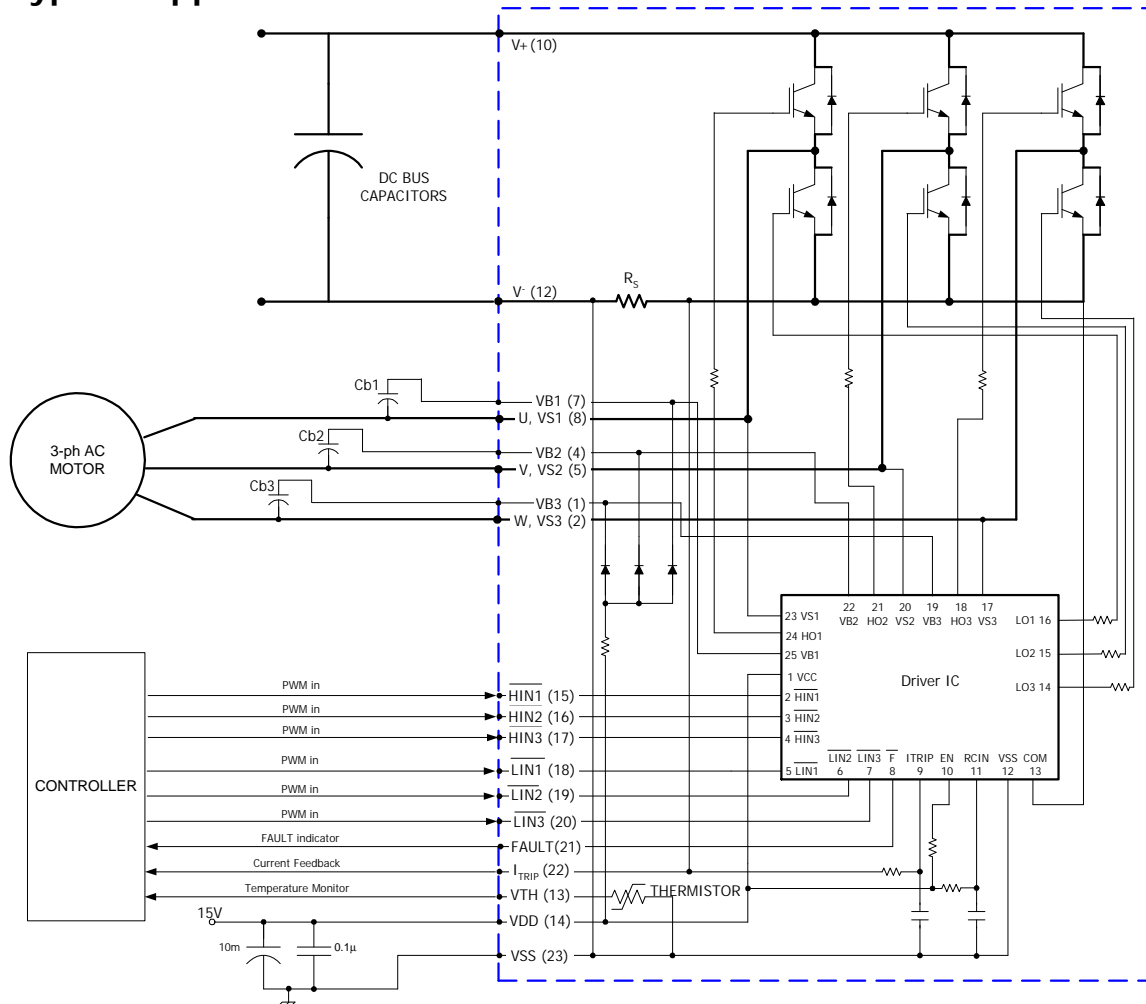 V+ (10)
DC BUS
CAPACITORS
V- (12)
RS
Cb1
VB1 (7)
U, VS1 (8)
3-ph AC
MOTOR
Cb2
VB2 (4)
V, VS2 (5)
Cb3
VB3 (1)
W, VS3 (2)
22 21 20 19 18 17
VB2 HO2 VS2 VB3 HO3 VS3
23 VS1
24 HO1
25 VB1
1 VCC
2 HIN1
3 HIN2
4 HIN3
5 LIN1
Driver IC
LO1 16
LO2 15
LO3 14
LIN2 LIN3 F ITRIP EN RCIN VSS COM
6 7 8 9 10 11 12 13
CONTROLLER
PWM in
HIN1 (15)
PWM in
HIN2 (16)
PWM in
HIN3 (17)
PWM in
LIN1 (18)
PWM in
LIN2 (19)
PWM in
LIN3 (20)
FAULT indicator
FAULT(21)
Current Feedback
ITRIP (22)
Temperature Monitor
VTH (13)
THERMISTOR
15V
VDD (14)
10m
0.1µ
VSS (23)